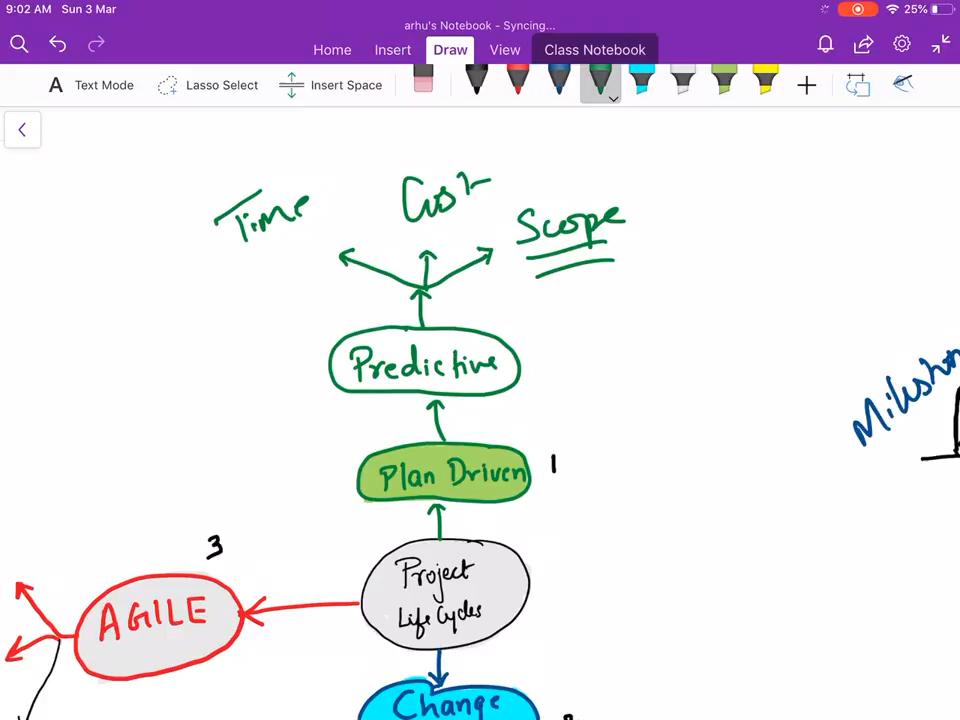 9:02 AM Sun 3 Mar
25%
arhu's Notebook - Syncing...
Home Insert Draw View Class Notebook
A Text Mode Lasso Select Insert Space
Time
Cost
Scope
Predictive
Plan Driven 1
Project
Life Cycles
3
AGILE
Change